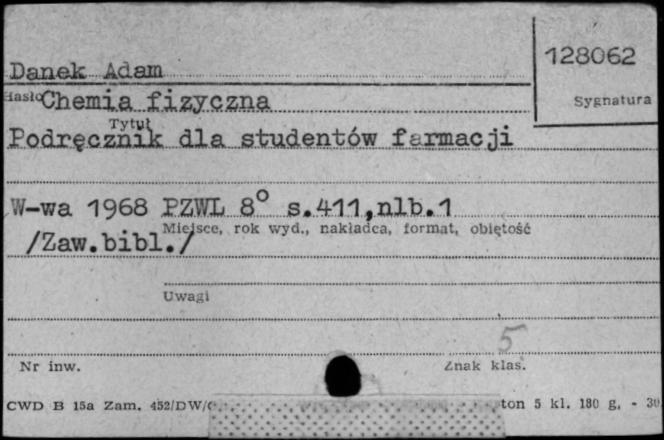 128062
Danek Adam
Sygnatura
Hasło Chemia fizyczna
Tytuł
Podręcznik dla studentów farmacji
W-wa 1968 PZWL 8° s.411,nlb.1
Miejsce, rok wyd., nakładca, format, objętość
/Zaw.bibl./
Uwagi
5
Nr inw.
Znak klas.
CWD B 15a Zam. 452/DW/ ton 5 kl. 180 g. - 30